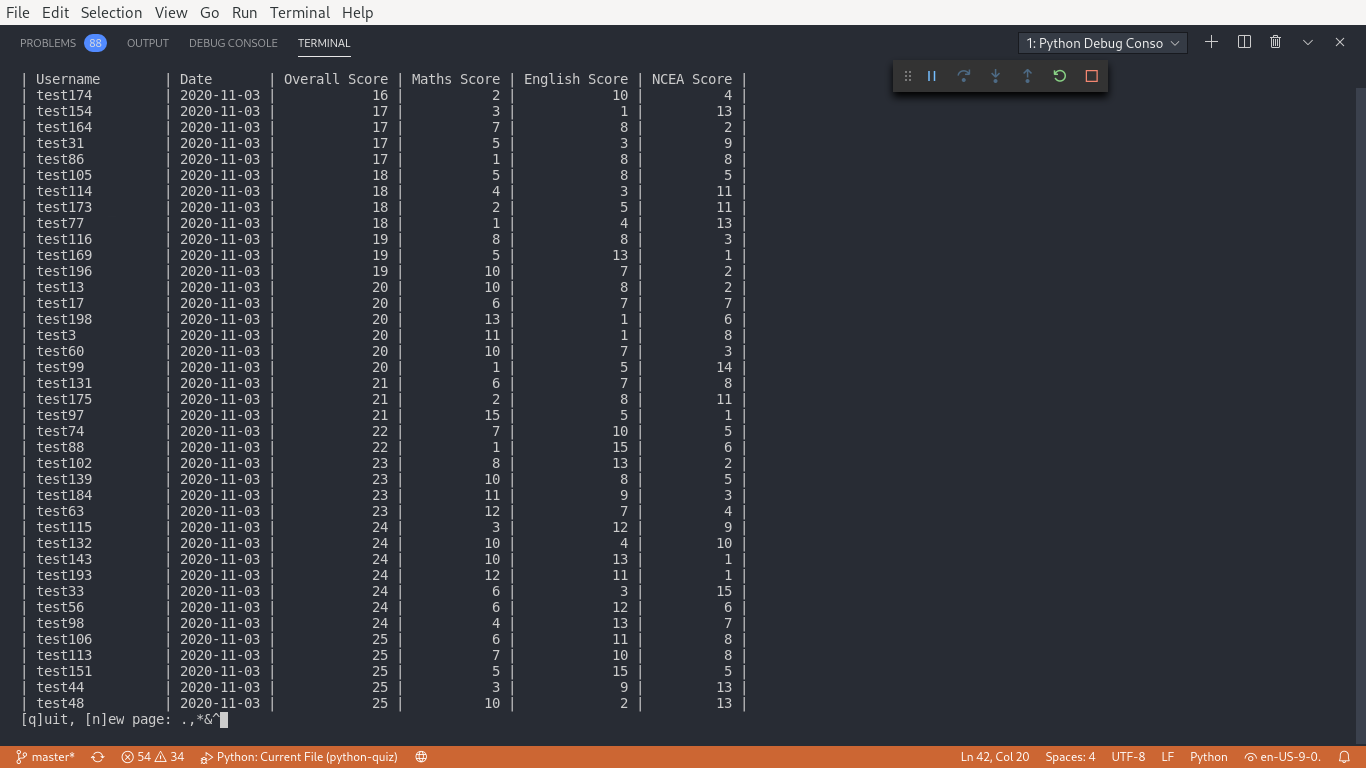 File Edit Selection View Go Run Terminal Help
PROBLEMS 88 OUTPUT DEBUG CONSOLE TERMINAL 1: Python Debug Conso
| Username | Date | Overall Score | Maths Score | English Score | NCEA Score |
| test174 | 2020-11-03 | 16 | 2 | 10 | 4 |
| test154 | 2020-11-03 | 17 | 3 | 1 | 13 |
| test164 | 2020-11-03 | 17 | 7 | 8 | 2 |
| test31 | 2020-11-03 | 17 | 5 | 3 | 9 |
| test86 | 2020-11-03 | 17 | 1 | 8 | 8 |
| test105 | 2020-11-03 | 18 | 5 | 8 | 5 |
| test114 | 2020-11-03 | 18 | 4 | 3 | 11 |
| test173 | 2020-11-03 | 18 | 2 | 5 | 11 |
| test77 | 2020-11-03 | 18 | 1 | 4 | 13 |
| test116 | 2020-11-03 | 19 | 8 | 8 | 3 |
| test169 | 2020-11-03 | 19 | 5 | 13 | 1 |
| test196 | 2020-11-03 | 19 | 10 | 7 | 2 |
| test13 | 2020-11-03 | 20 | 10 | 8 | 2 |
| test17 | 2020-11-03 | 20 | 6 | 7 | 7 |
| test198 | 2020-11-03 | 20 | 13 | 1 | 6 |
| test3 | 2020-11-03 | 20 | 11 | 1 | 8 |
| test60 | 2020-11-03 | 20 | 10 | 7 | 3 |
| test99 | 2020-11-03 | 20 | 1 | 5 | 14 |
| test131 | 2020-11-03 | 21 | 6 | 7 | 8 |
| test175 | 2020-11-03 | 21 | 2 | 8 | 11 |
| test97 | 2020-11-03 | 21 | 15 | 5 | 1 |
| test74 | 2020-11-03 | 22 | 7 | 10 | 5 |
| test88 | 2020-11-03 | 22 | 1 | 15 | 6 |
| test102 | 2020-11-03 | 23 | 8 | 13 | 2 |
| test139 | 2020-11-03 | 23 | 10 | 8 | 5 |
| test184 | 2020-11-03 | 23 | 11 | 9 | 3 |
| test63 | 2020-11-03 | 23 | 12 | 7 | 4 |
| test115 | 2020-11-03 | 24 | 3 | 12 | 9 |
| test132 | 2020-11-03 | 24 | 10 | 4 | 10 |
| test143 | 2020-11-03 | 24 | 10 | 13 | 1 |
| test193 | 2020-11-03 | 24 | 12 | 11 | 1 |
| test33 | 2020-11-03 | 24 | 6 | 3 | 15 |
| test56 | 2020-11-03 | 24 | 6 | 12 | 6 |
| test98 | 2020-11-03 | 24 | 4 | 13 | 7 |
| test106 | 2020-11-03 | 25 | 6 | 11 | 8 |
| test113 | 2020-11-03 | 25 | 7 | 10 | 8 |
| test151 | 2020-11-03 | 25 | 5 | 15 | 5 |
| test44 | 2020-11-03 | 25 | 3 | 9 | 13 |
| test48 | 2020-11-03 | 25 | 10 | 2 | 13 |
[q]uit, [n]ew page: .,*&^
master* 54 34 Python: Current File (python-quiz) Ln 42, Col 20 Spaces: 4 UTF-8 LF Python en-US-9-0.